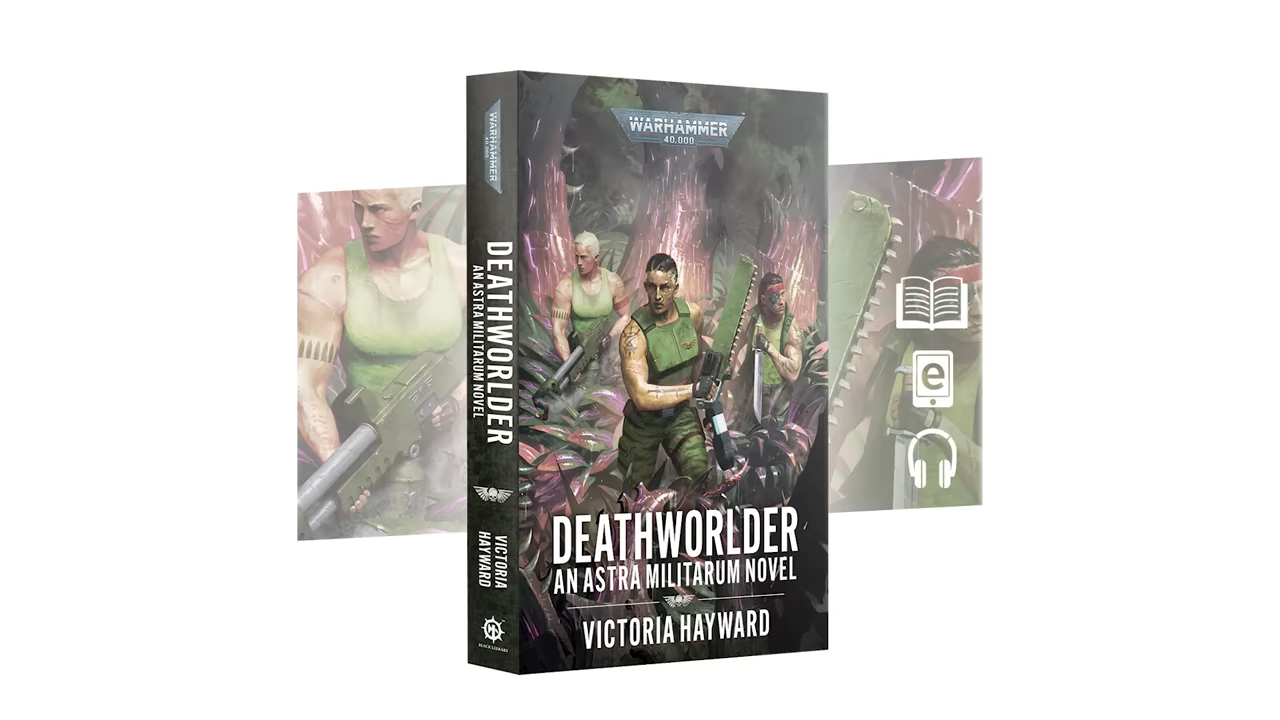 WARHAMMER
40,000
DEATHWORLDER
AN ASTRA MILITARUM NOVEL
VICTORIA
HAYWARD
BLACK LIBRARY
WARHAMMER
40,000
DEATHWORLDER
AN ASTRA MILITARUM NOVEL
VICTORIA HAYWARD
e